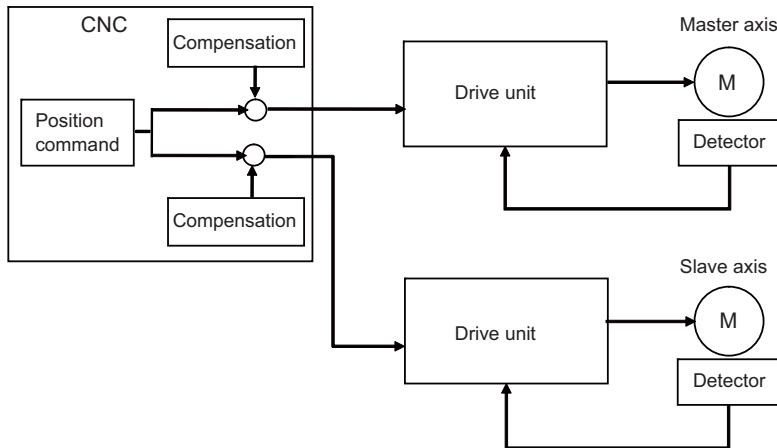 CNC
Compensation
Position
command
Compensation
Drive unit
Master axis
M
Detector
Drive unit
Slave axis
M
Detector